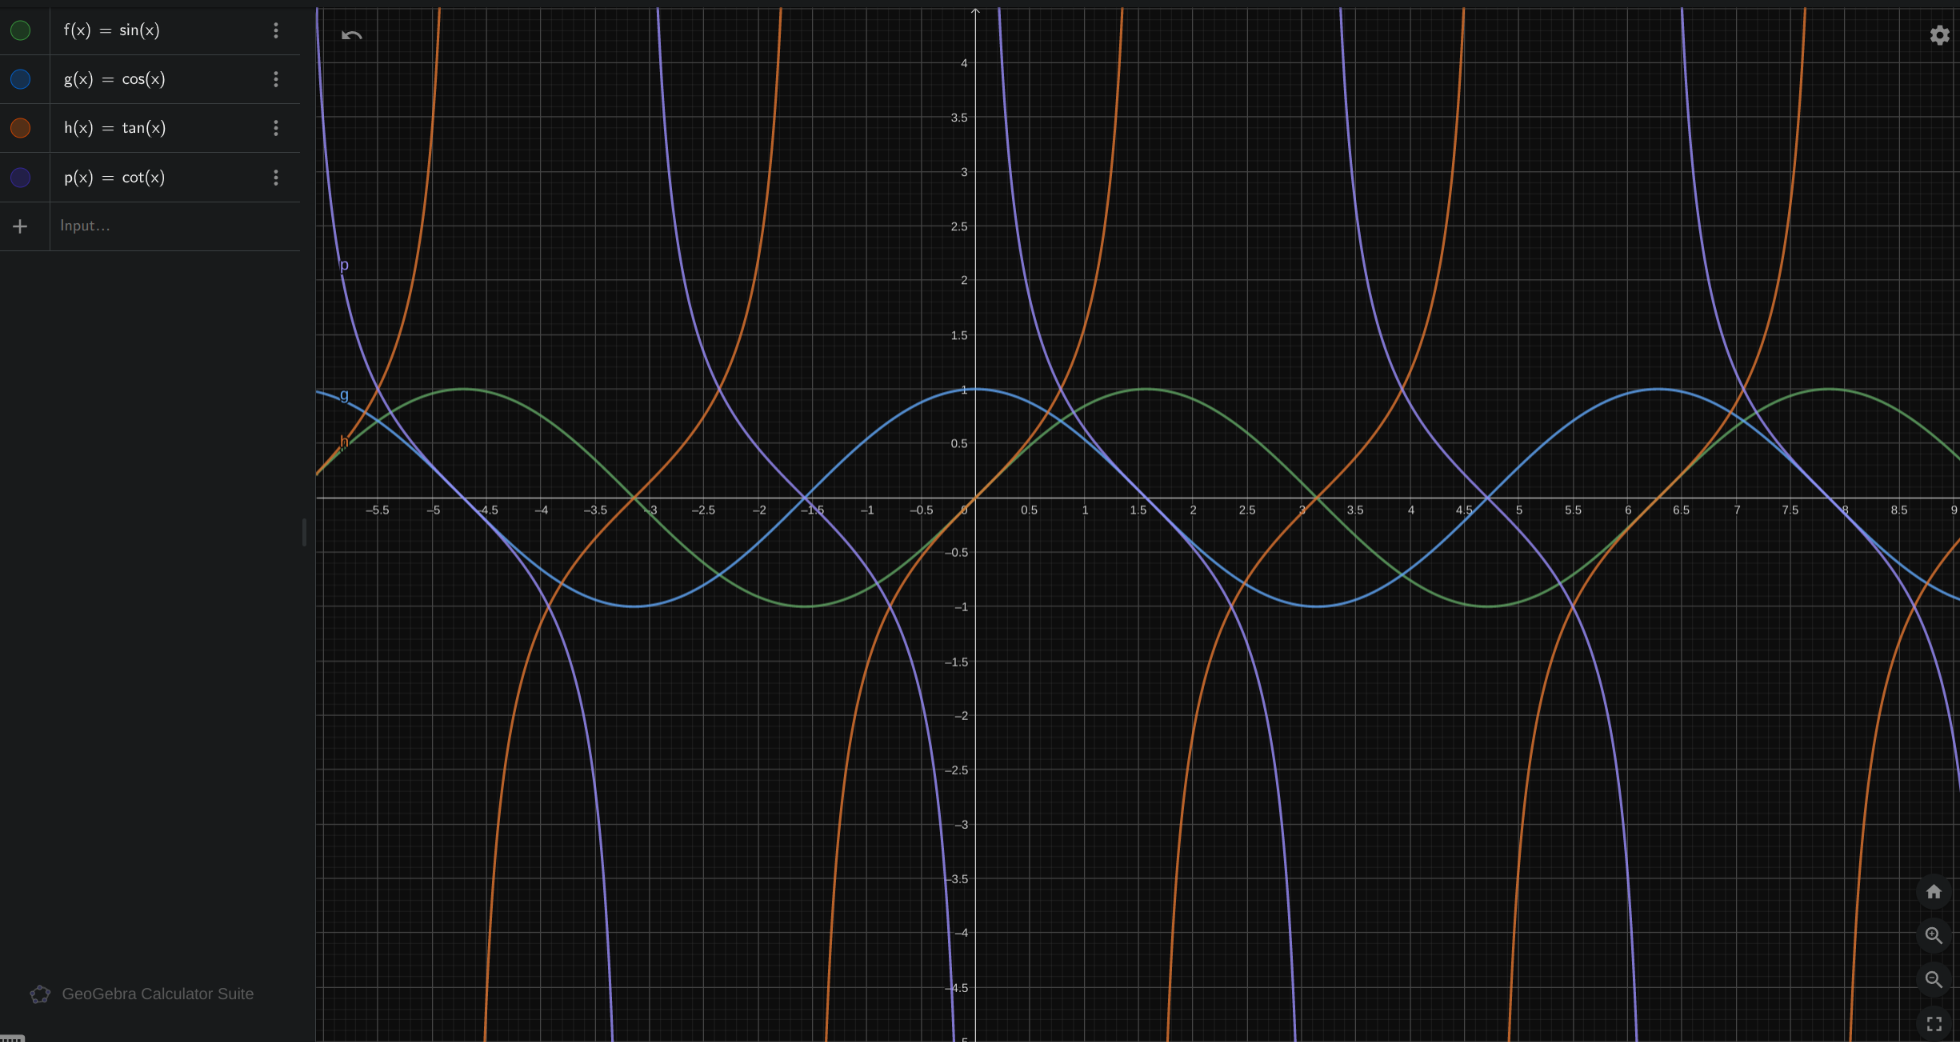 f(x) = sin(x)
g(x) = cos(x)
h(x) = tan(x)
p(x) = cot(x)
+ Input…
p
g
h
4
3.5
3
2.5
2
1.5
1
0.5
–5.5 –5 –4.5 –4 –3.5 –3 –2.5 –2 –1.5 –1 –0.5 0 0.5 1 1.5 2 2.5 3 3.5 4 4.5 5 5.5 6 6.5 7 7.5 8 8.5 9
–0.5
–1
–1.5
–2
–2.5
–3
–3.5
–4
–4.5
–5
GeoGebra Calculator Suite